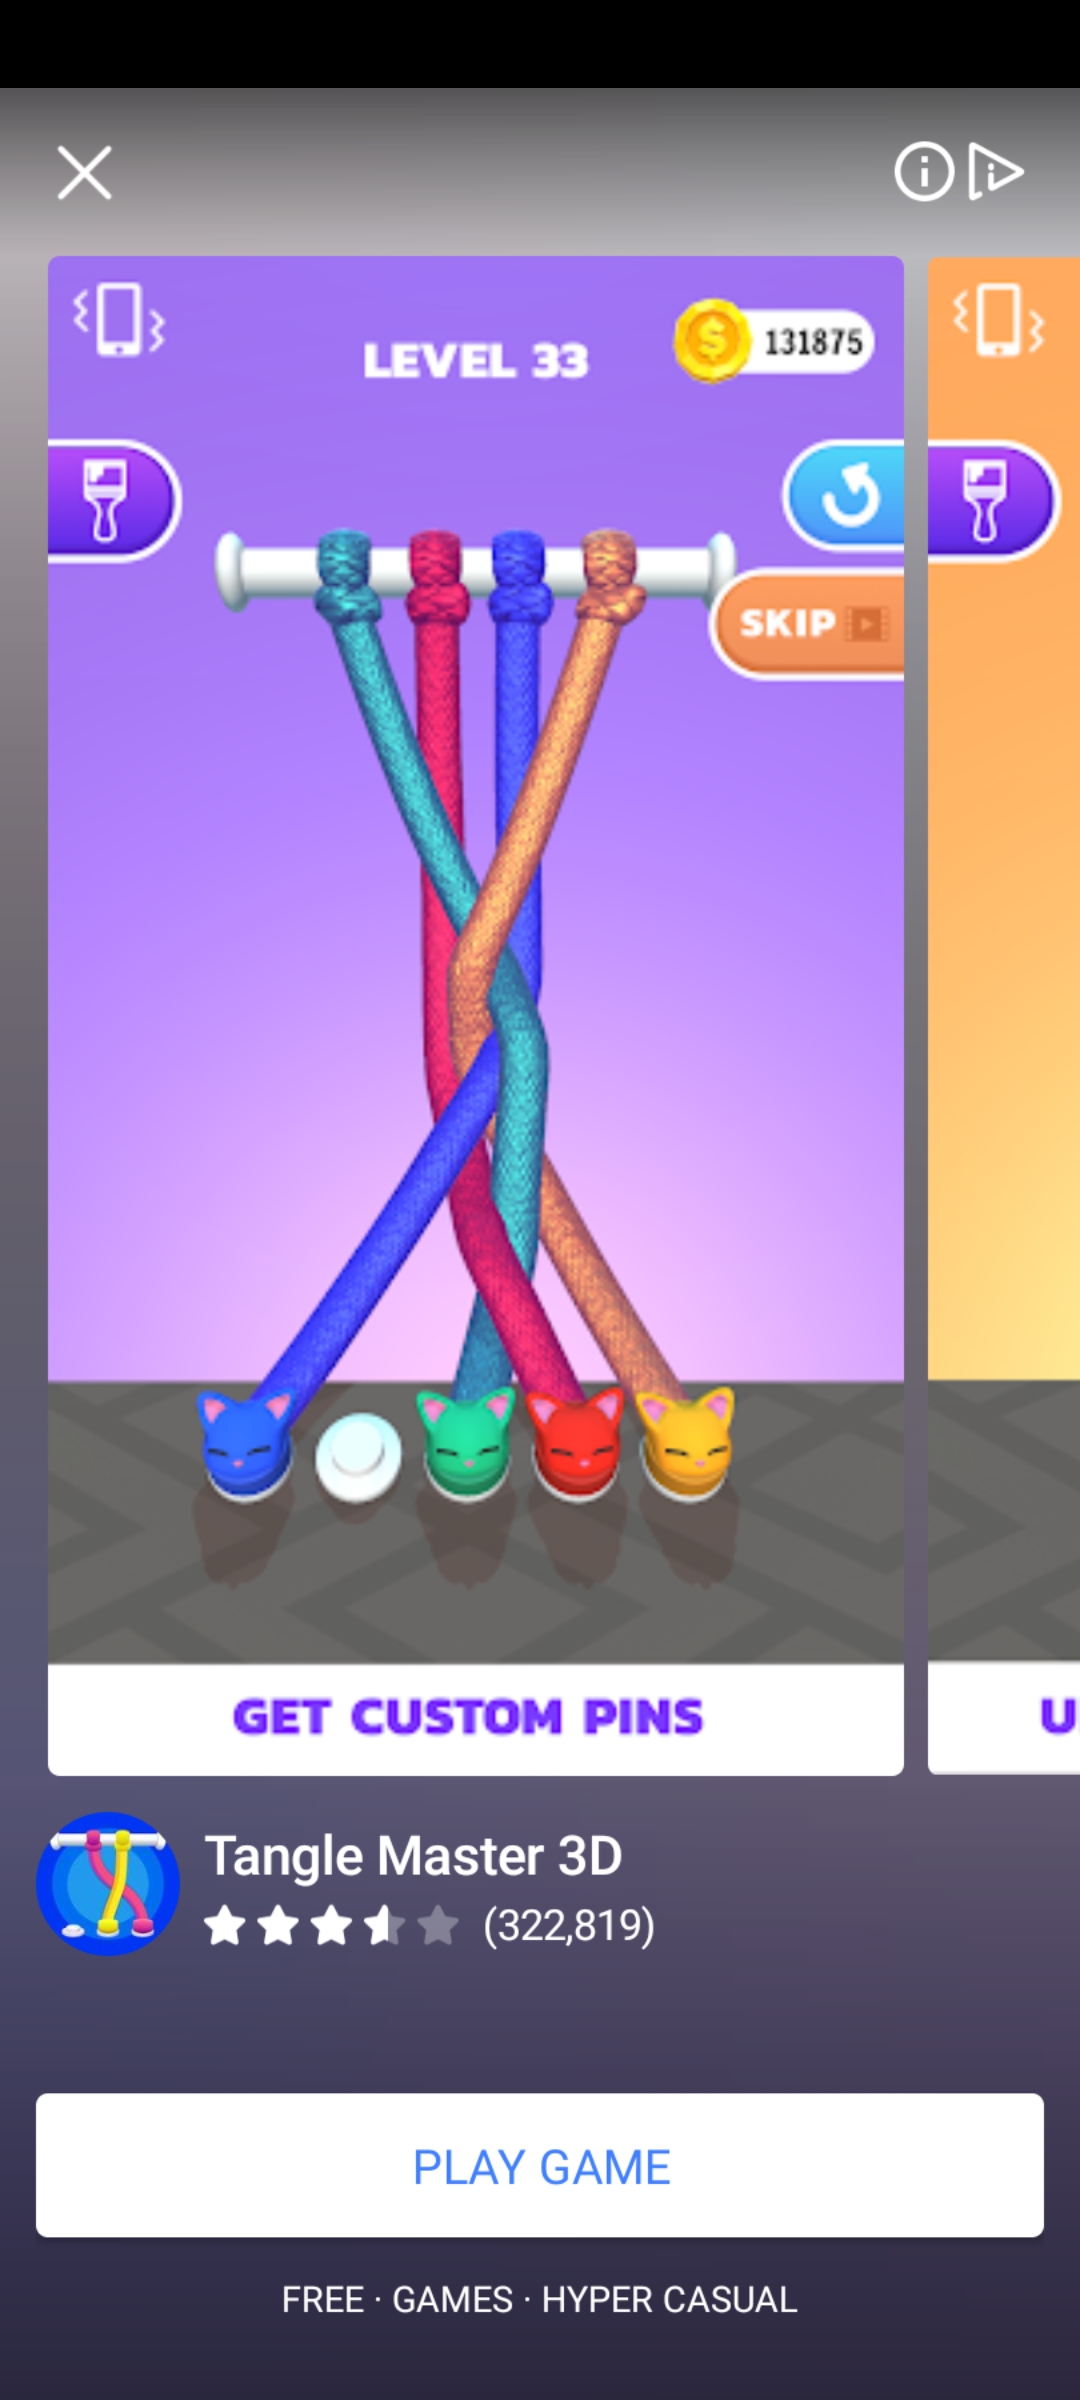 LEVEL 33
131875
SKIP
GET CUSTOM PINS
U
Tangle Master 3D
(322,819)
PLAY GAME
FREE · GAMES · HYPER CASUAL